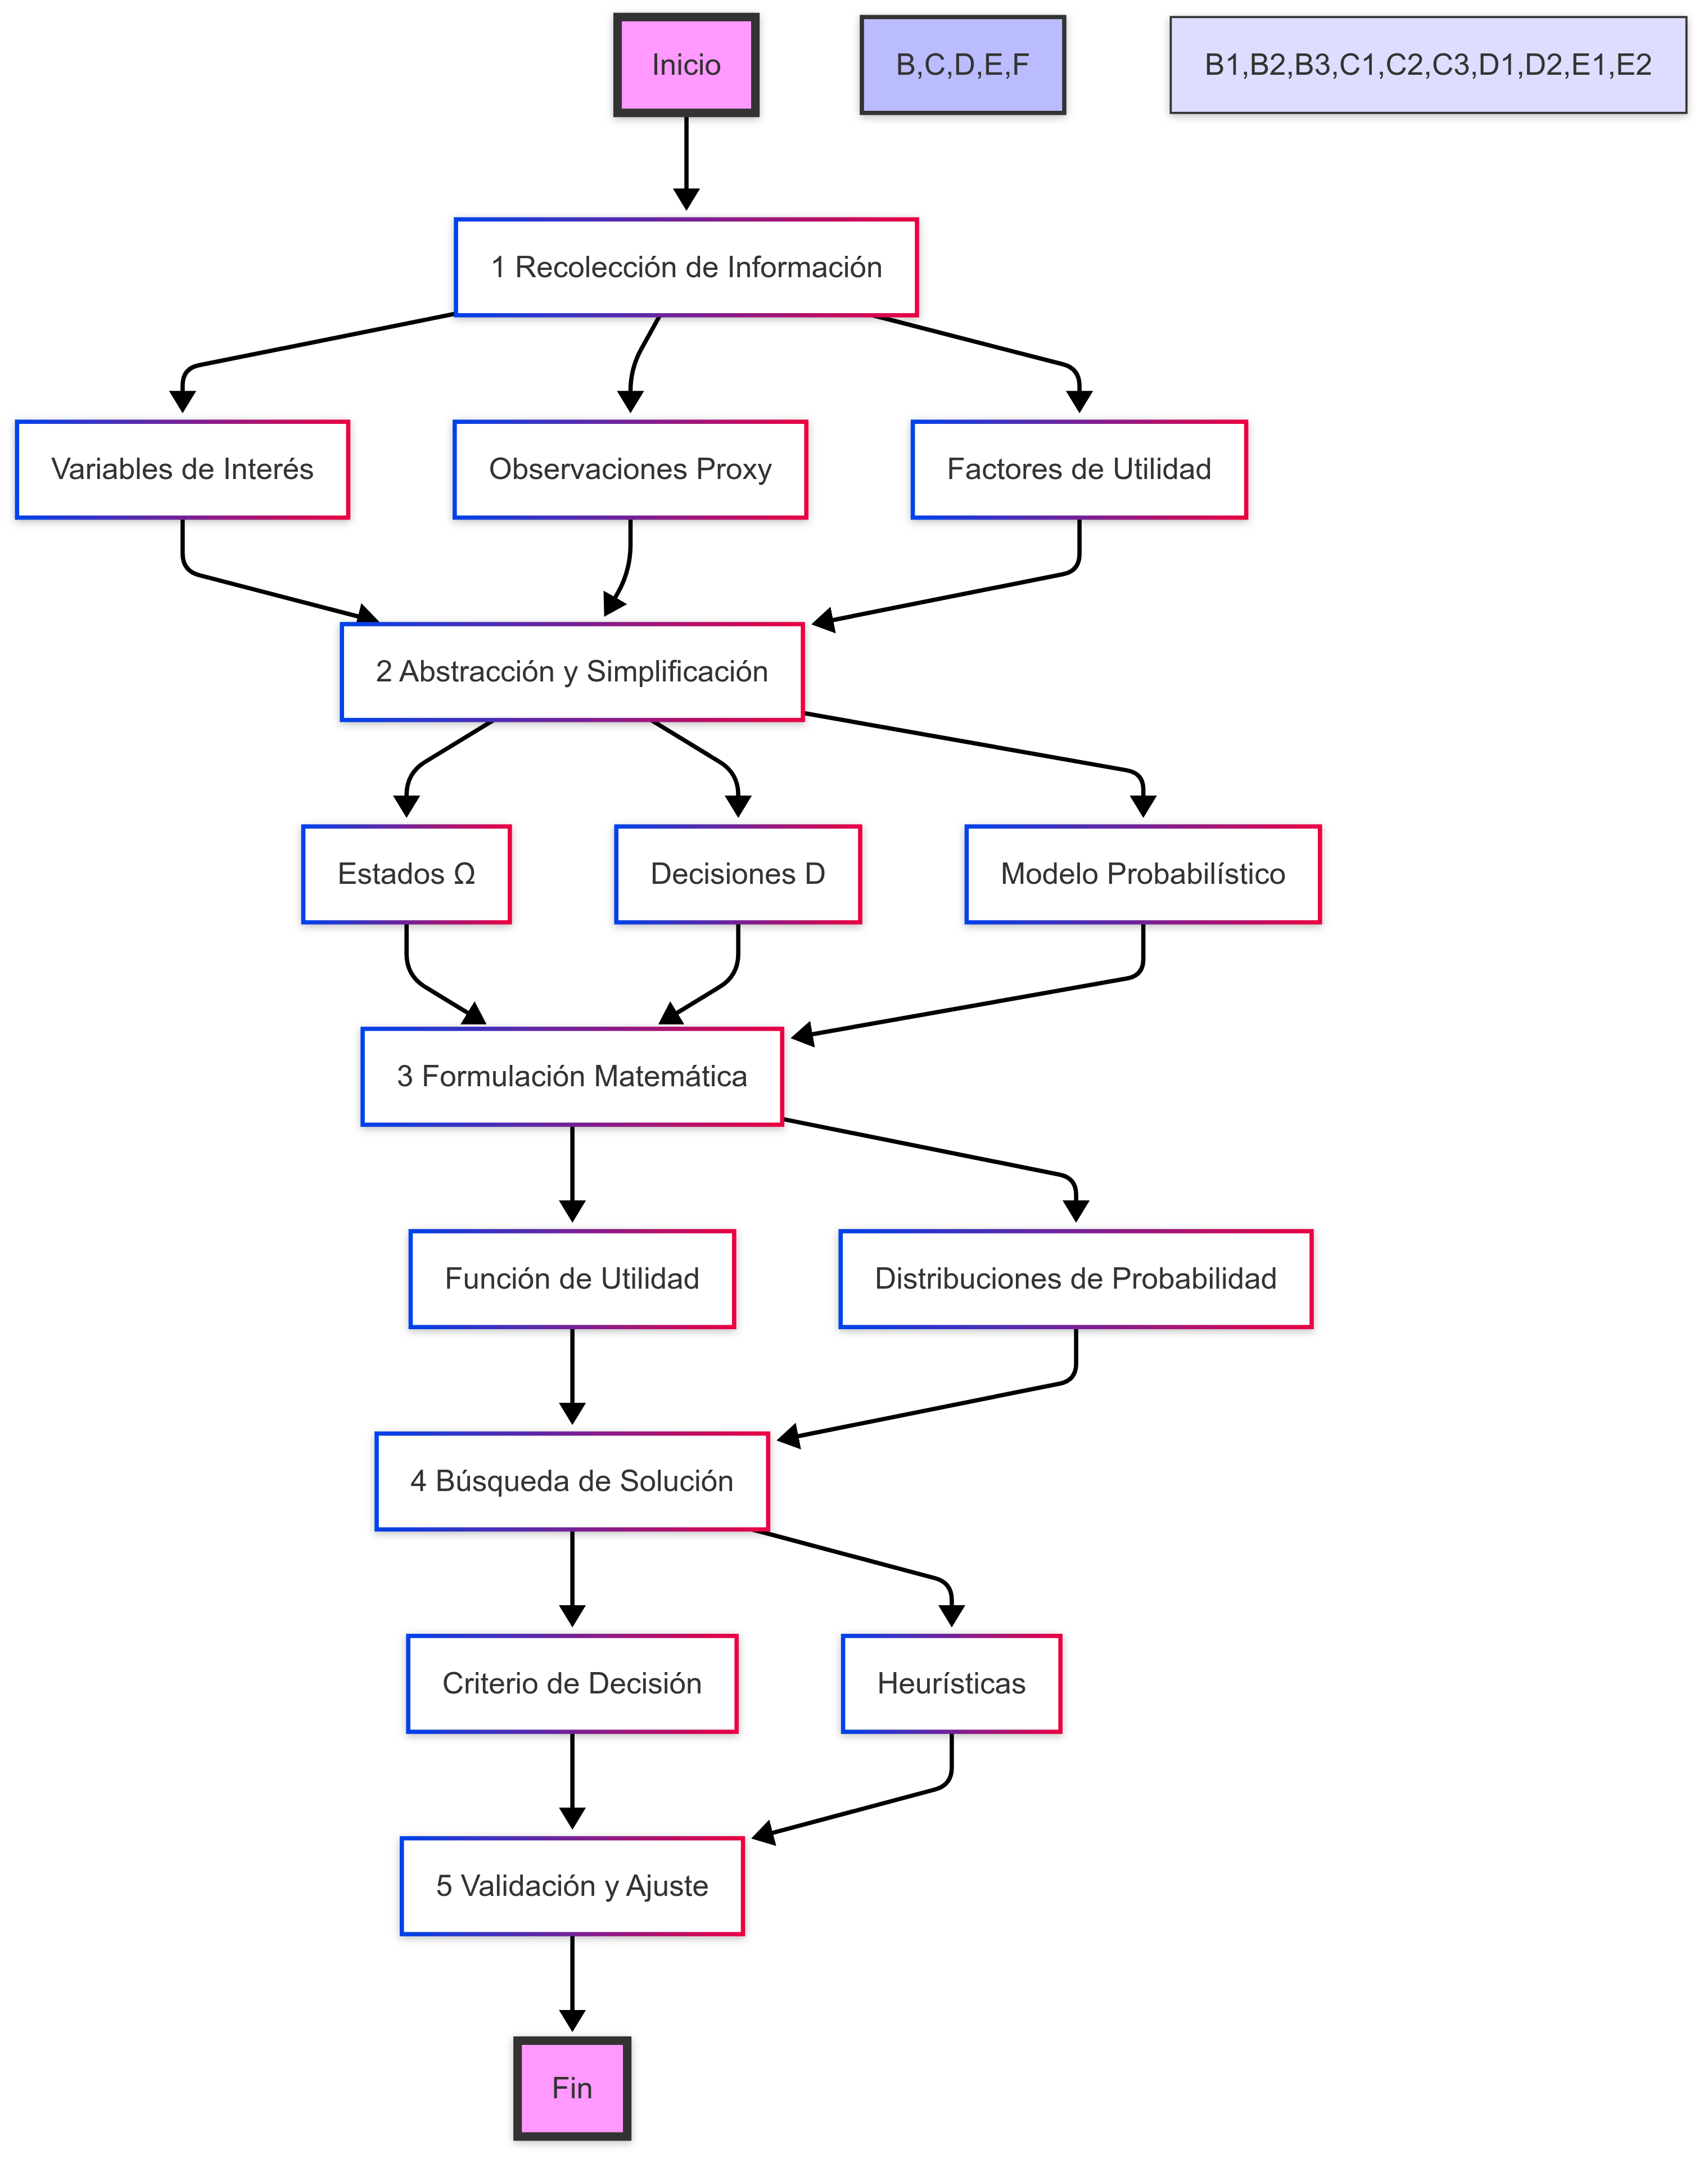 Inicio
B,C,D,E,F
B1,B2,B3,C1,C2,C3,D1,D2,E1,E2
1 Recolección de Información
Variables de Interés
Observaciones Proxy
Factores de Utilidad
2 Abstracción y Simplificación
Estados Ω
Decisiones D
Modelo Probabilístico
3 Formulación Matemática
Función de Utilidad
Distribuciones de Probabilidad
4 Búsqueda de Solución
Criterio de Decisión
Heurísticas
5 Validación y Ajuste
Fin